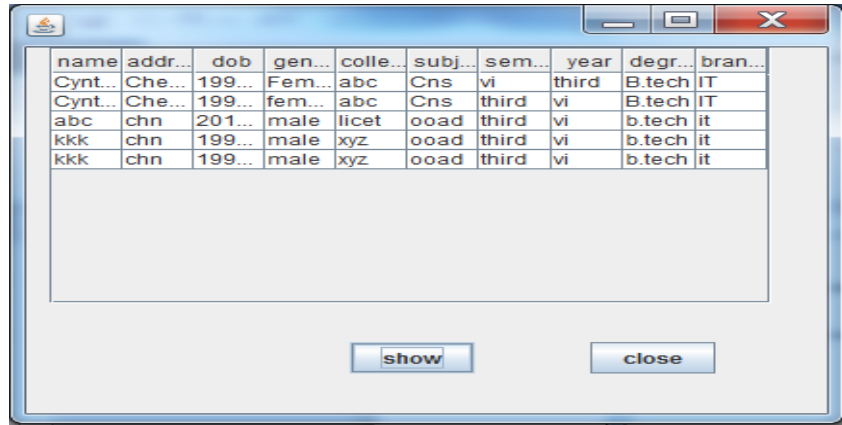 name addr... dob gen... colle... subj... sem... year degr... bran...
Cynt... Che... 199... Fem... abc Cns vi third B.tech IT
Cynt... Che... 199... fem... abc Cns third vi B.tech IT
abc chn 201... male licet ooad third vi b.tech it
kkk chn 199... male xyz ooad third vi b.tech it
kkk chn 199... male xyz ooad third vi b.tech it
show close